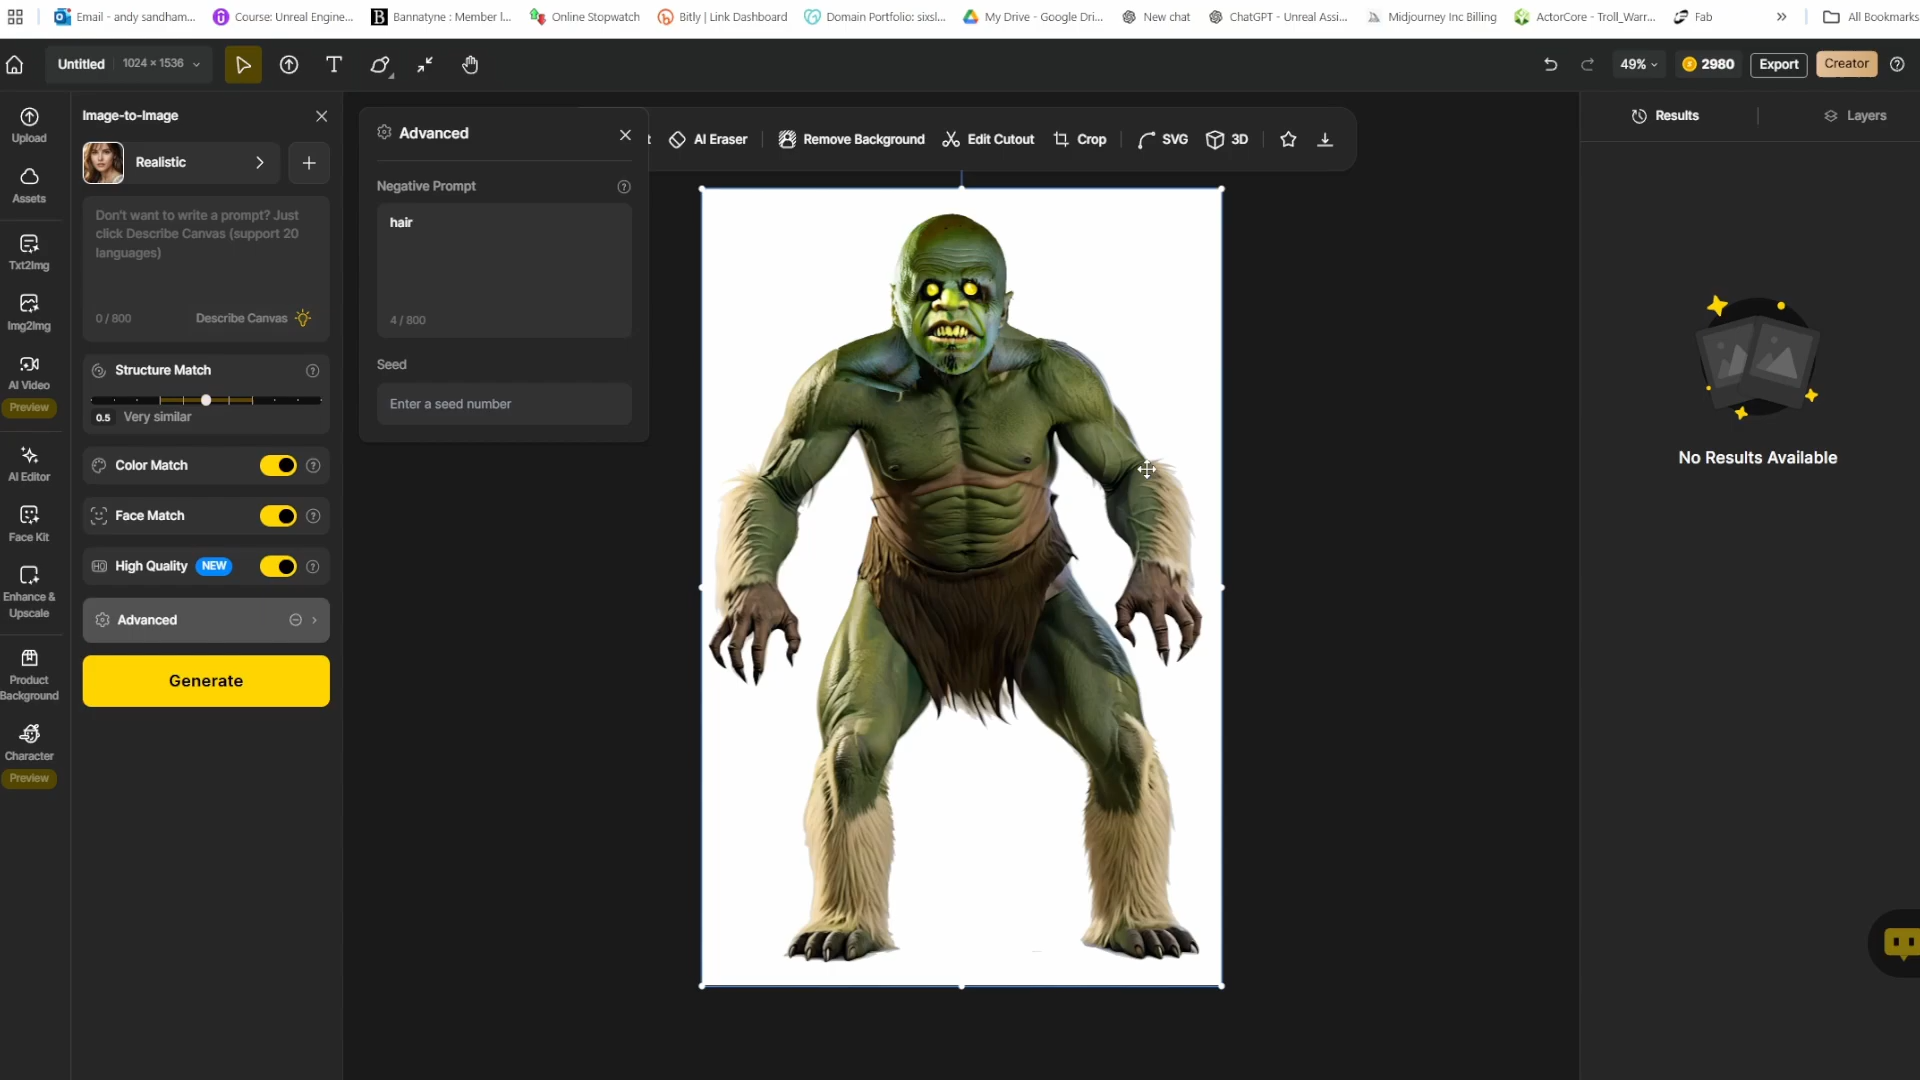 Email - andy sandham...
Course: Unreal Engine...
Bannatyne : Member l...
Online Stopwatch
Bitly | Link Dashboard
Domain Portfolio: sixsl...
My Drive - Google Dri...
New chat
ChatGPT - Unreal Assi...
Midjourney Inc Billing
ActorCore - Troll_Warr...
Fab
»
All Bookmarks
Untitled 1024 × 1536
49%
2980
Export
Creator
Upload
Assets
Txt2Img
Img2Img
AI Video
Preview
AI Editor
Face Kit
Enhance &
Upscale
Product
Background
Character
Preview
Image-to-Image
Realistic
Don't want to write a prompt? Just
click Describe Canvas (support 20
languages)
0 / 800 Describe Canvas
Structure Match
0.5 Very similar
Color Match
Face Match
High Quality NEW
Advanced
Generate
Advanced
Negative Prompt
hair
4 / 800
Seed
Enter a seed number
AI Eraser
Remove Background
Edit Cutout
Crop
SVG
3D
Results
Layers
No Results Available